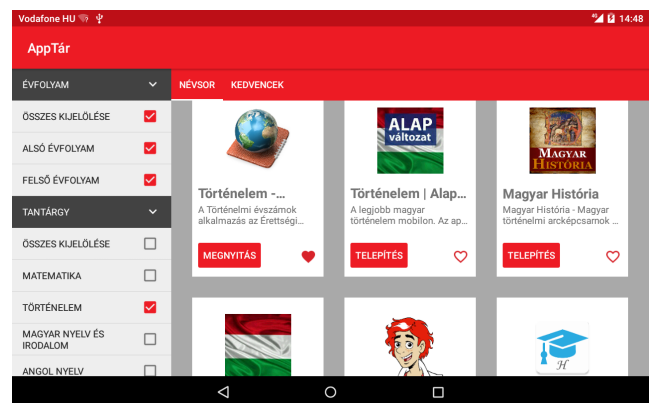 Vodafone HU
4G
14:48
AppTár
ÉVFOLYAM
ÖSSZES KIJELÖLÉSE
ALSÓ ÉVFOLYAM
FELSŐ ÉVFOLYAM
TANTÁRGY
ÖSSZES KIJELÖLÉSE
MATEMATIKA
TÖRTÉNELEM
MAGYAR NYELV ÉS
IRODALOM
ANGOL NYELV
NÉVSOR KEDVENCEK
Történelem -...
A Történelmi évszámok
alkalmazás az Érettségi...
MEGNYITÁS
ALAP
változat
Történelem | Alap...
A legjobb magyar
történelem mobilon. Az ap...
TELEPÍTÉS
MAGYAR
HISTÓRIA
Magyar História
Magyar História - Magyar
történelmi arcképcsarnok ...
TELEPÍTÉS
H